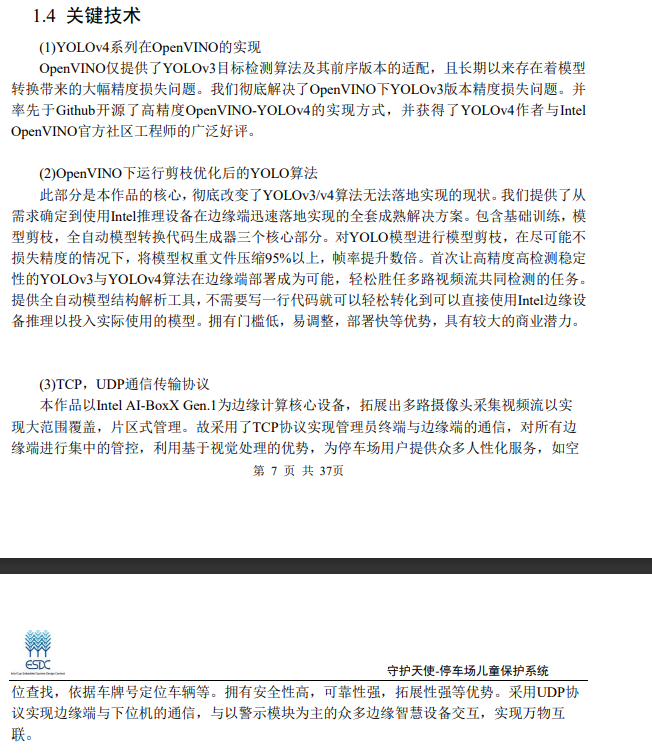 1.4 关键技术
(1)YOLOv4系列在OpenVINO的实现
OpenVINO仅提供了YOLOv3目标检测算法及其前序版本的适配，且长期以来存在着模型
转换带来的大幅精度损失问题。我们彻底解决了OpenVINO下YOLOv3版本精度损失问题。并
率先于Github开源了高精度OpenVINO-YOLOv4的实现方式，并获得了YOLOv4作者与Intel
OpenVINO官方社区工程师的广泛好评。
(2)OpenVINO下运行剪枝优化后的YOLO算法
此部分是本作品的核心，彻底改变了YOLOv3/v4算法无法落地实现的现状。我们提供了从
需求确定到使用Intel推理设备在边缘端迅速落地实现的全套成熟解决方案。包含基础训练，模
型剪枝，全自动模型转换代码生成器三个核心部分。对YOLO模型进行模型剪枝，在尽可能不
损失精度的情况下，将模型权重文件压缩95%以上，帧率提升数倍。首次让高精度高检测稳定
性的YOLOv3与YOLOv4算法在边缘端部署成为可能，轻松胜任多路视频流共同检测的任务。
提供全自动模型结构解析工具，不需要写一行代码就可以轻松转化到可以直接使用Intel边缘设
备推理以投入实际使用的模型。拥有门槛低，易调整，部署快等优势，具有较大的商业潜力。
(3)TCP，UDP通信传输协议
本作品以Intel AI-BoxX Gen.1为边缘计算核心设备，拓展出多路摄像头采集视频流以实
现大范围覆盖，片区式管理。故采用了TCP协议实现管理员终端与边缘端的通信，对所有边
缘端进行集中的管控，利用基于视觉处理的优势，为停车场用户提供众多人性化服务，如空
第 7 页 共 37页
ESDC
守护天使-停车场儿童保护系统
位查找，依据车牌号定位车辆等。拥有安全性高，可靠性强，拓展性强等优势。采用UDP协
议实现边缘端与下位机的通信，与以警示模块为主的众多边缘智慧设备交互，实现万物互
联。